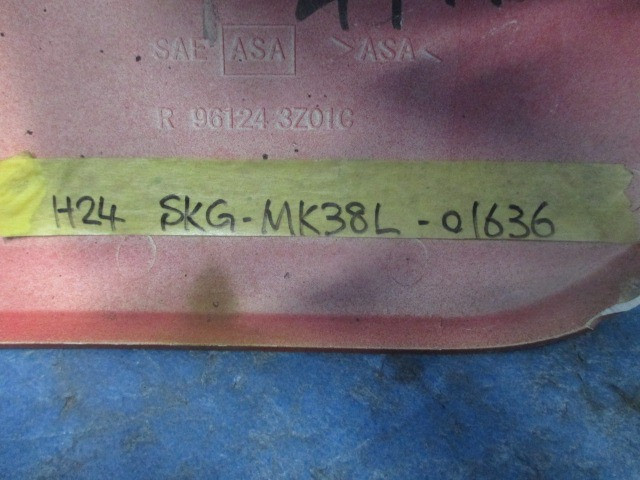 SAE ASA >ASA<
R 96124 3Z01C
H24 SKG-MK38L-01636